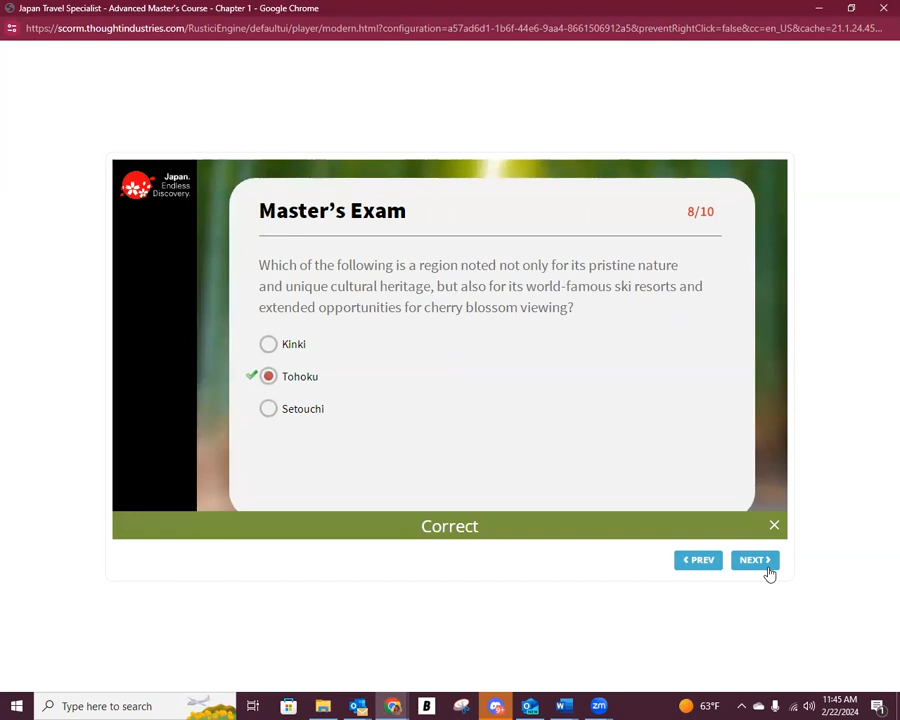 Japan Travel Specialist - Advanced Master's Course - Chapter 1 - Google Chrome
https://scorm.thoughtindustries.com/RusticiEngine/defaultui/player/modern.html?configuration=a57ad6d1-1b6f-44e6-9aa4-8661506912a5&preventRightClick=false&cc=en_US&cache=21.1.24.45...
Japan.
Endless
Discovery.
Master's Exam
8/10
Which of the following is a region noted not only for its pristine nature
and unique cultural heritage, but also for its world-famous ski resorts and
extended opportunities for cherry blossom viewing?
Kinki
Tohoku
Setouchi
Correct
PREV
NEXT
Type here to search
B
63°F
11:45 AM
2/22/2024